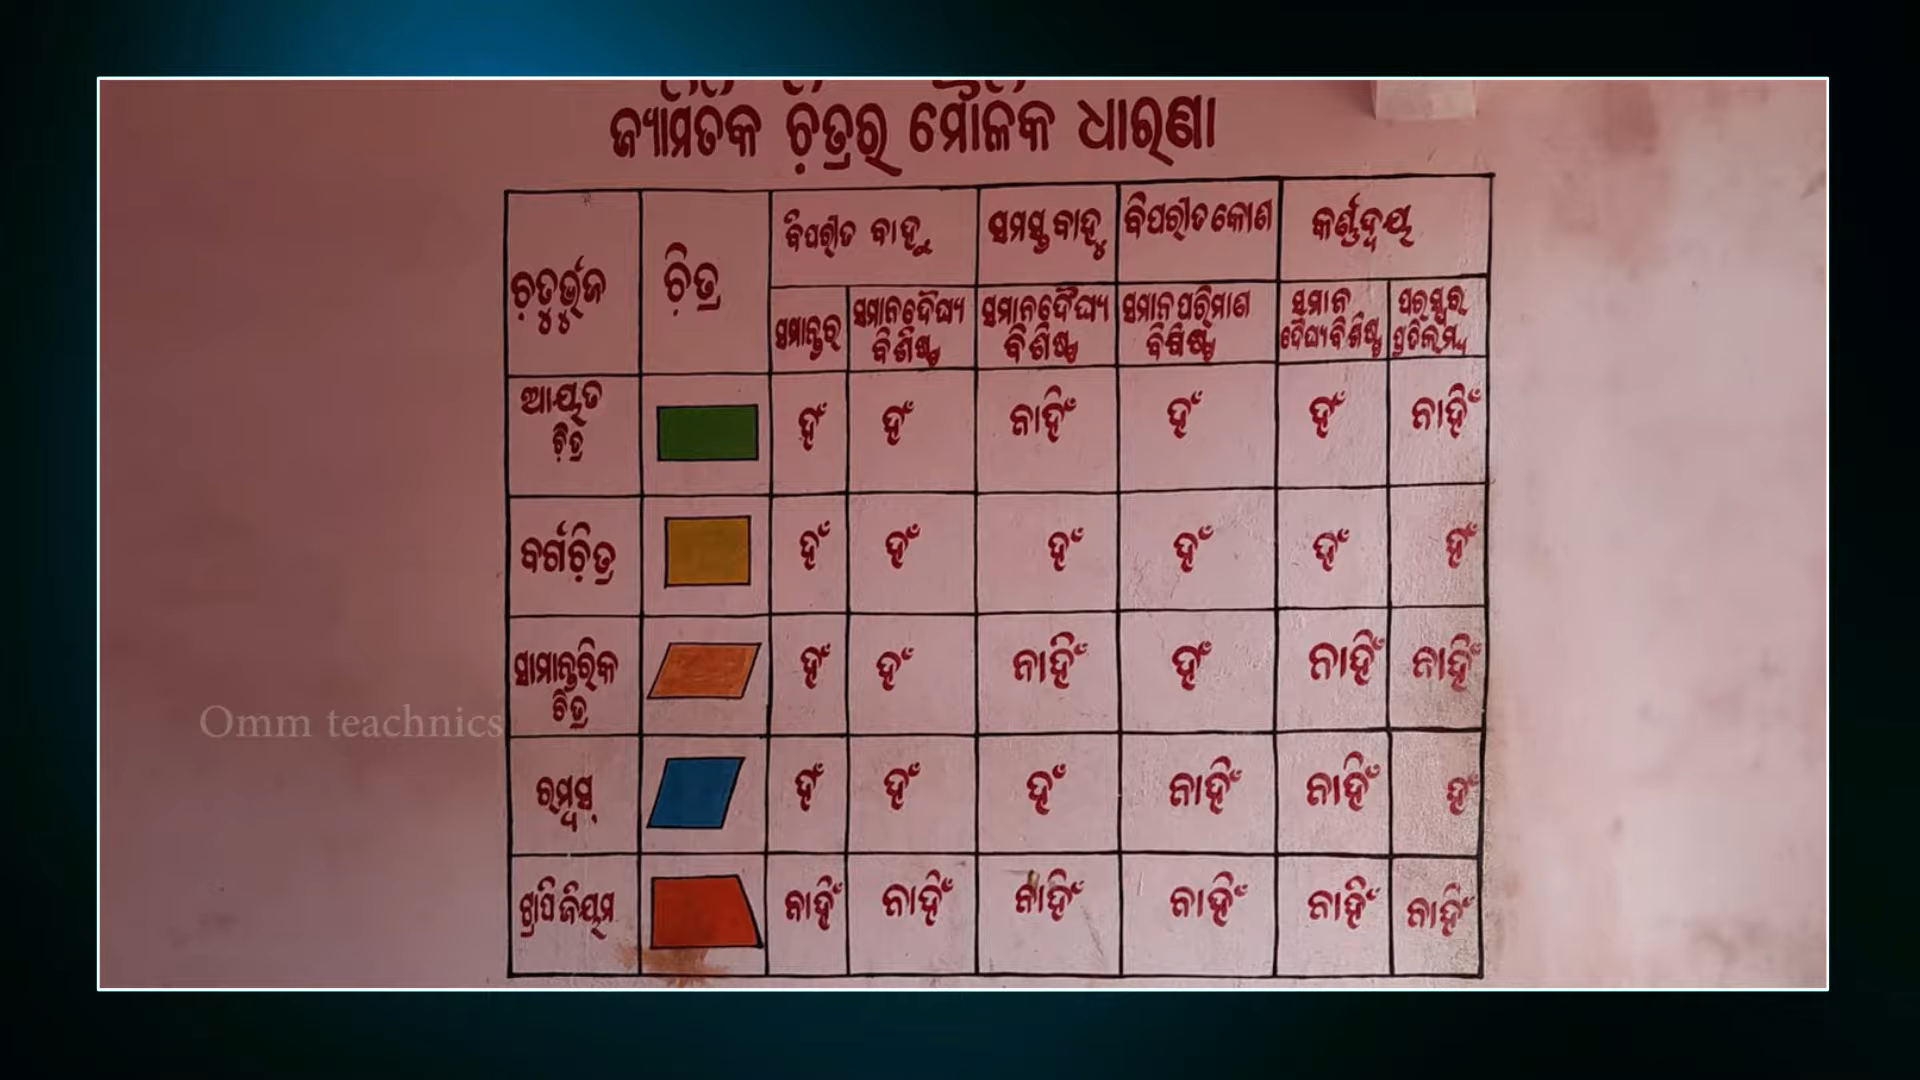 ଜ୍ୟାମିତିକ ଚିତ୍ରର ମୌଳିକ ଧାରଣା
ଚତୁର୍ଭୁଜ ଚିତ୍ର ବିପରୀତ ବାହୁ ସମସ୍ତ ବାହୁ ବିପରୀତ କୋଣ କର୍ଣ୍ଣଦ୍ୱୟ
ସମାନ୍ତର ସମାନ ଦୈର୍ଘ୍ୟ ବିଶିଷ୍ଟ ସମାନ ଦୈର୍ଘ୍ୟ ବିଶିଷ୍ଟ ସମାନ ପରିମାଣ ବିଶିଷ୍ଟ ସମାନ ଦୈର୍ଘ୍ୟ ବିଶିଷ୍ଟ ପରସ୍ପର ପ୍ରତି ଲମ୍ବ
ଆୟତ ଚିତ୍ର ହଁ ହଁ ନାହିଁ ହଁ ହଁ ନାହିଁ
ବର୍ଗଚିତ୍ର ହଁ ହଁ ହଁ ହଁ ହଁ ହଁ
ସାମାନ୍ତରିକ ଚିତ୍ର ହଁ ହଁ ନାହିଁ ହଁ ନାହିଁ ନାହିଁ
Omm teachnics
ରମ୍ବସ୍ ହଁ ହଁ ହଁ ନାହିଁ ନାହିଁ ହଁ
ଟ୍ରାପିଜିୟମ ନାହିଁ ନାହିଁ ନାହିଁ ନାହିଁ ନାହିଁ ନାହିଁ